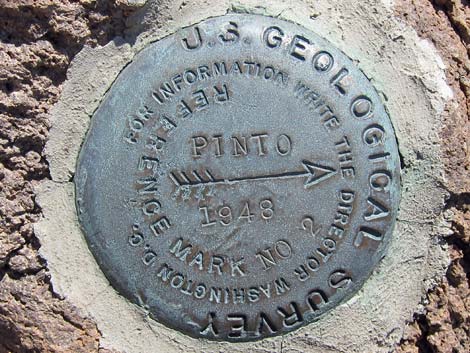 U.S. GEOLOGICAL SURVEY
FOR INFORMATION WRITE THE DIRECTOR WASHINGTON D.C.
REFERENCE MARK NO 2
PINTO
1948